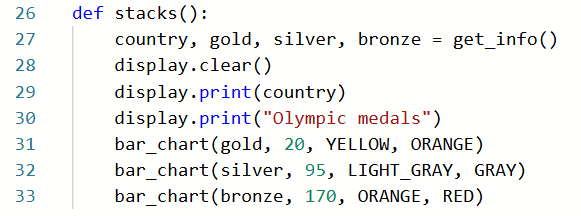 26 def stacks():
27     country, gold, silver, bronze = get_info()
28     display.clear()
29     display.print(country)
30     display.print("Olympic medals")
31     bar_chart(gold, 20, YELLOW, ORANGE)
32     bar_chart(silver, 95, LIGHT_GRAY, GRAY)
33     bar_chart(bronze, 170, ORANGE, RED)